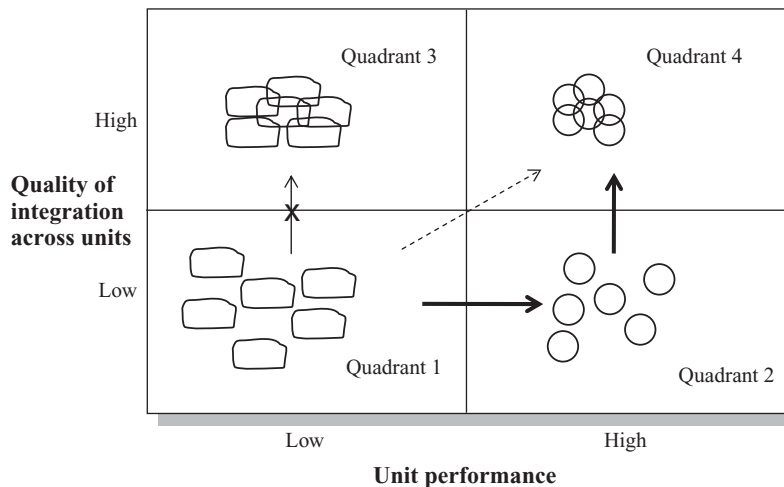 Quadrant 3
Quadrant 4
High
Quality of
integration
across units
X
Low
Quadrant 1
Quadrant 2
Low
High
Unit performance